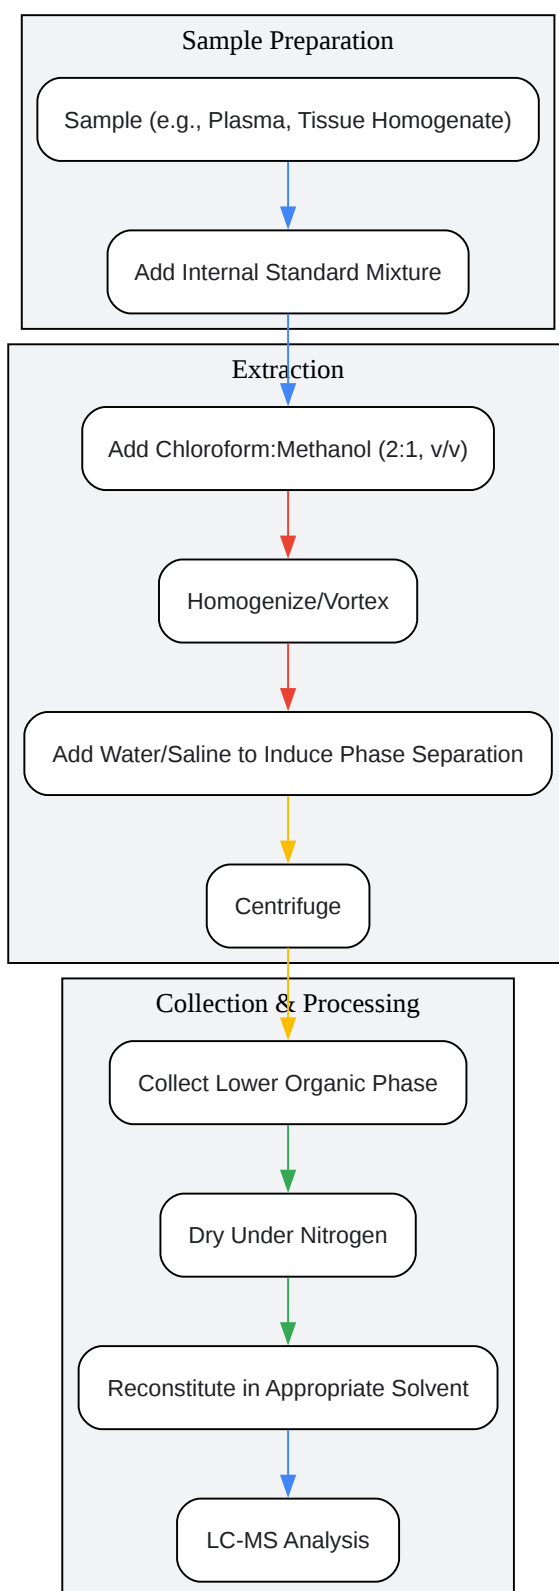 Sample Preparation
Sample (e.g., Plasma, Tissue Homogenate)
Add Internal Standard Mixture
Extraction
Add Chloroform:Methanol (2:1, v/v)
Homogenize/Vortex
Add Water/Saline to Induce Phase Separation
Centrifuge
Collection & Processing
Collect Lower Organic Phase
Dry Under Nitrogen
Reconstitute in Appropriate Solvent
LC-MS Analysis